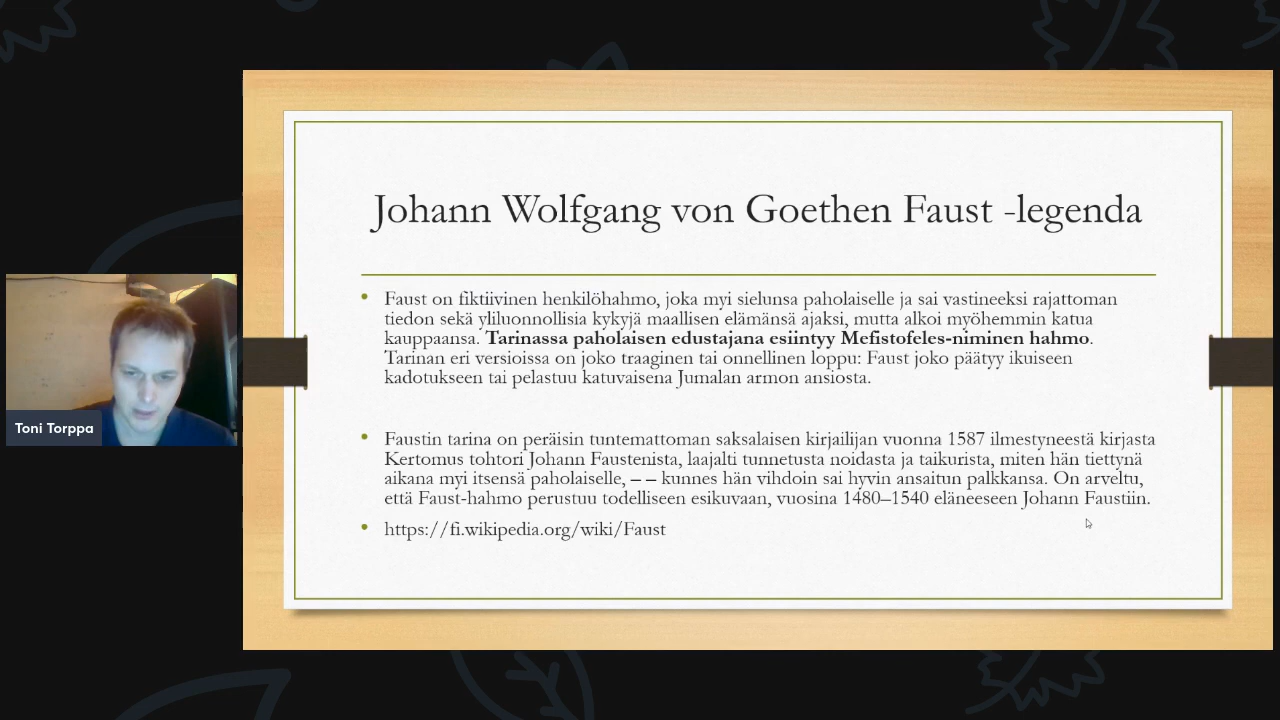 Johann Wolfgang von Goethen Faust -legenda
• Faust on fiktiivinen henkilöhahmo, joka myi sielunsa paholaiselle ja sai vastineeksi rajattoman
tiedon sekä yliluonnollisia kykyjä maallisen elämänsä ajaksi, mutta alkoi myöhemmin katua
kauppaansa. Tarinassa paholaisen edustajana esiintyy Mefistofeles-niminen hahmo.
Tarinan eri versioissa on joko traaginen tai onnellinen loppu: Faust joko päätyy ikuiseen
kadotukseen tai pelastuu katuvaisena Jumalan armon ansiosta.
• Faustin tarina on peräisin tuntemattoman saksalaisen kirjailijan vuonna 1587 ilmestyneestä kirjasta
Kertomus tohtori Johann Faustenista, laajalti tunnetusta noidasta ja taikurista, miten hän tiettynä
aikana myi itsensä paholaiselle, – – kunnes hän vihdoin sai hyvin ansaitun palkkansa. On arveltu,
että Faust-hahmo perustuu todelliseen esikuvaan, vuosina 1480–1540 eläneeseen Johann Faustiin.
• https://fi.wikipedia.org/wiki/Faust
Toni Torppa